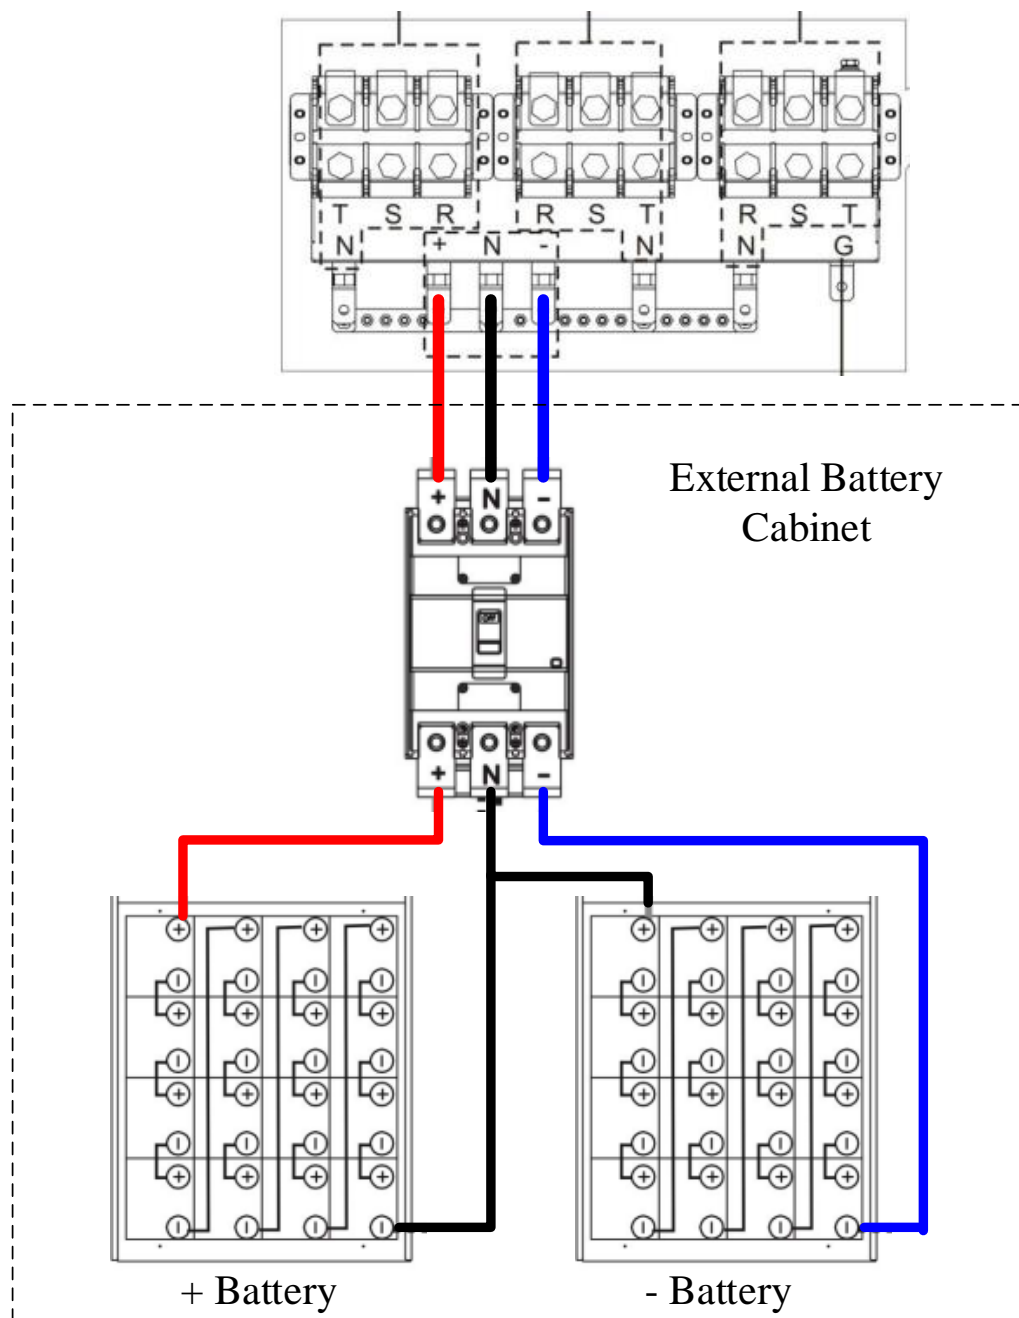 T S R R S T R S T
N + N - N N G
External Battery
Cabinet
+ N -
+ N -
+ Battery
- Battery